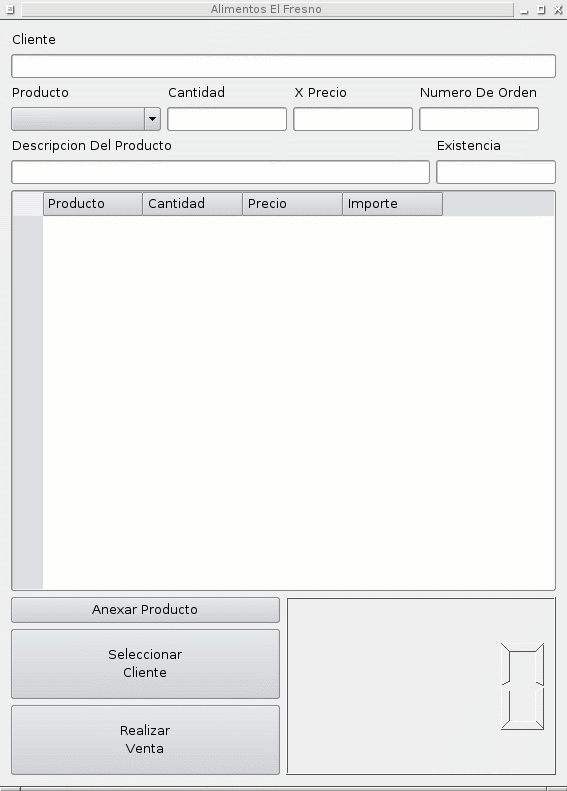 Alimentos El Fresno
Cliente
Producto Cantidad X Precio Numero De Orden
Descripcion Del Producto Existencia
Producto Cantidad Precio Importe
Anexar Producto
Seleccionar
Cliente
Realizar
Venta
0